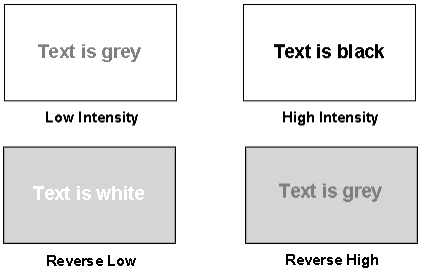 Text is grey
Text is black
Low Intensity
High Intensity
Text is white
Text is grey
Reverse Low
Reverse High